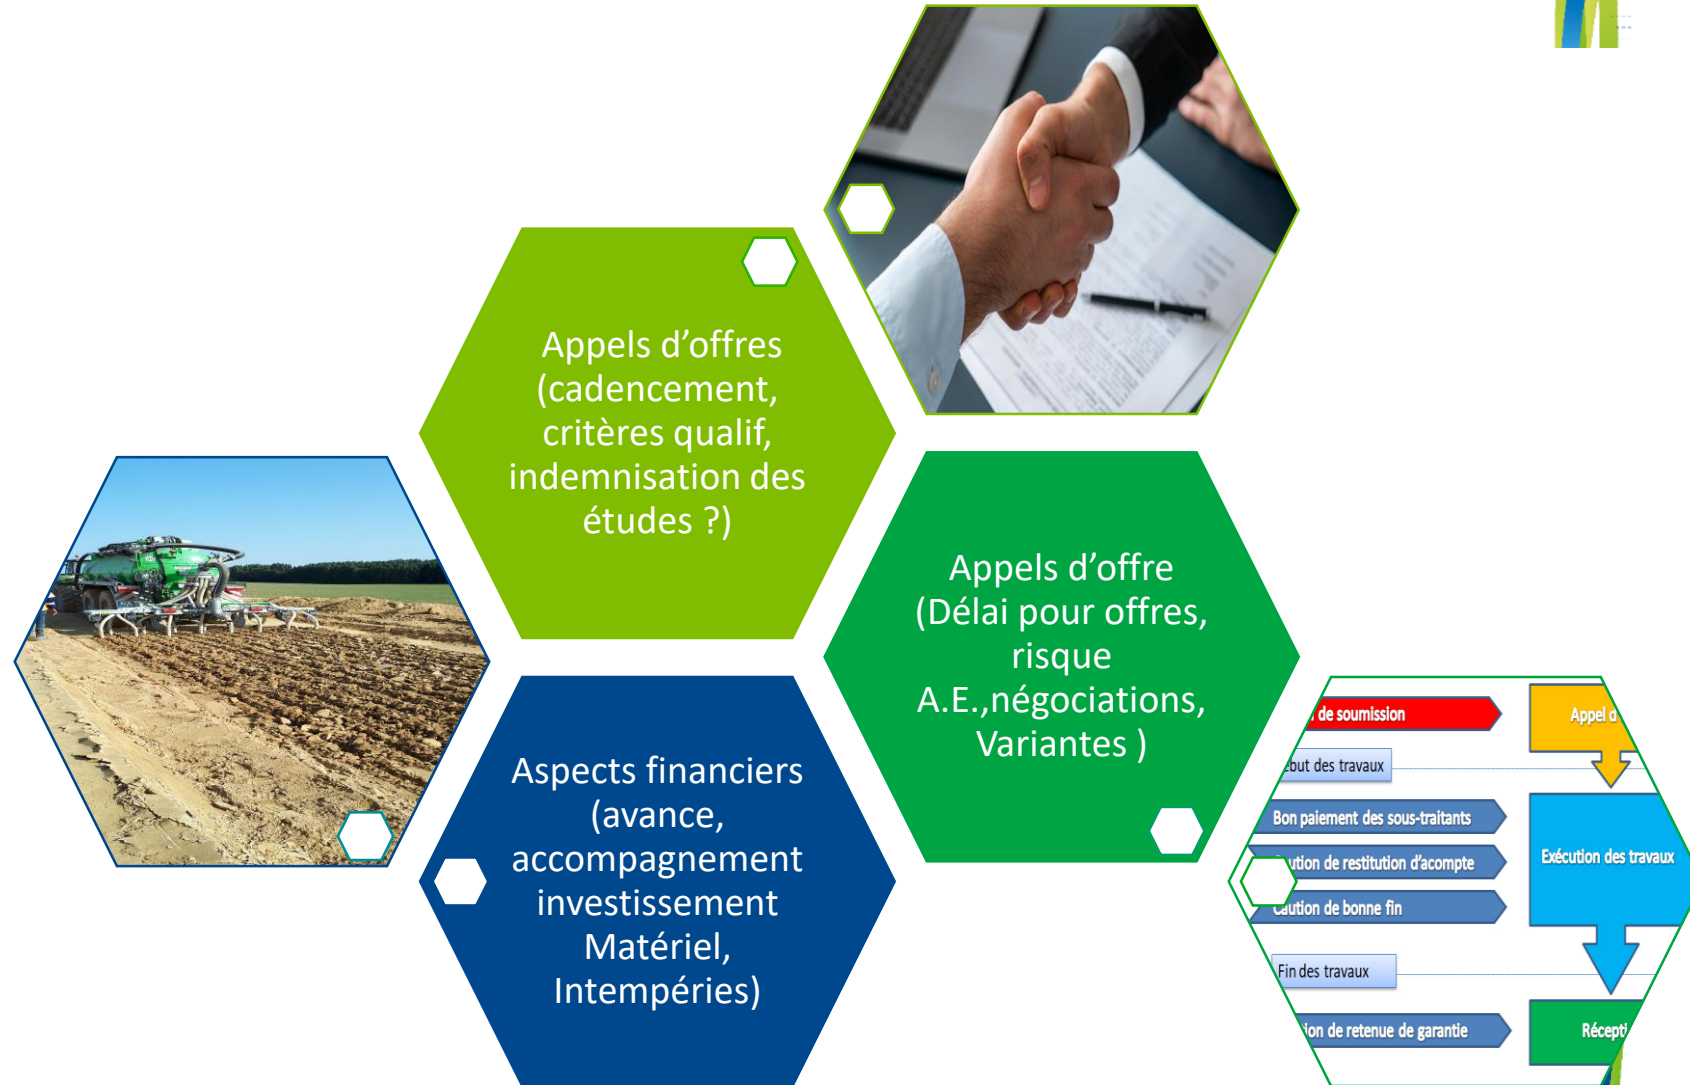 Appels d’offres
(cadencement,
critères qualif,
indemnisation des
études ?)
Appels d’offre
(Délai pour offres,
risque
A.E.,négociations,
Variantes )
Aspects financiers
(avance,
accompagnement
investissement
Matériel,
Intempéries)
de soumission
Appel d
but des travaux
Bon paiement des sous-traitants
ution de restitution d’acompte
Exécution des travaux
Caution de bonne fin
Fin des travaux
ion de retenue de garantie
Récepti